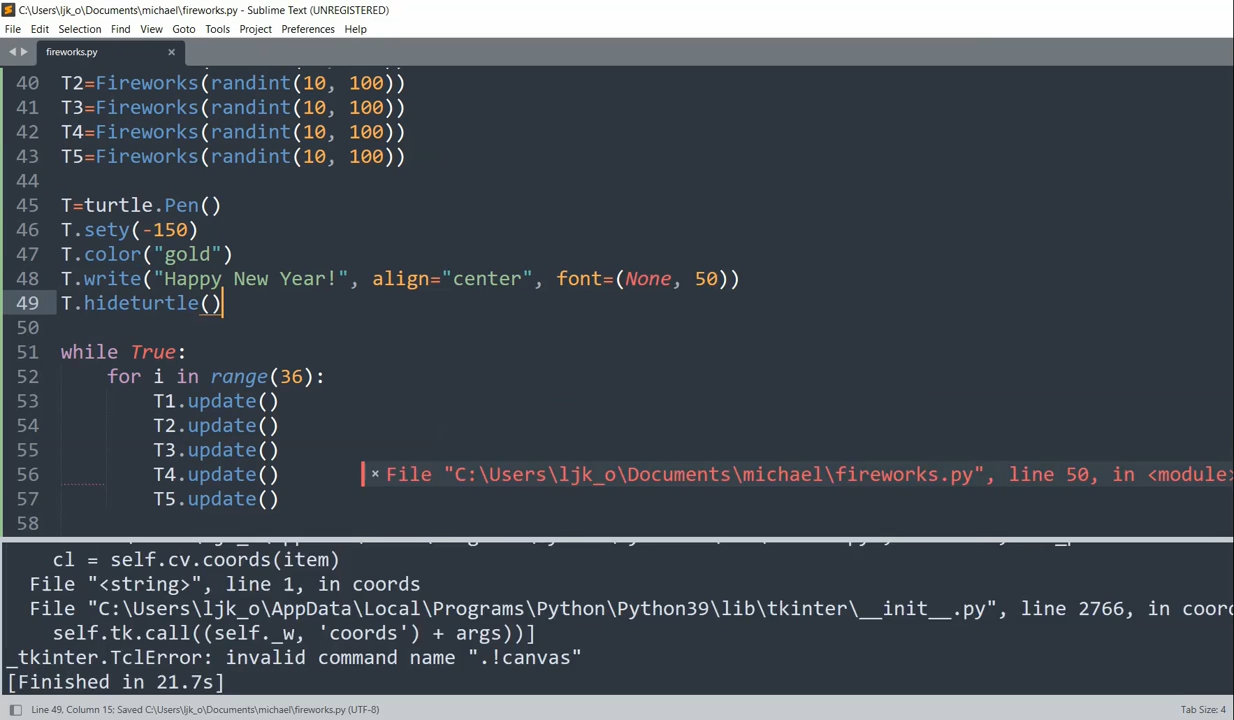 C:\Users\ljk_o\Documents\michael\fireworks.py - Sublime Text (UNREGISTERED)
File Edit Selection Find View Goto Tools Project Preferences Help
fireworks.py ×
40 T2=Fireworks(randint(10, 100))
41 T3=Fireworks(randint(10, 100))
42 T4=Fireworks(randint(10, 100))
43 T5=Fireworks(randint(10, 100))
44
45 T=turtle.Pen()
46 T.sety(-150)
47 T.color("gold")
48 T.write("Happy New Year!", align="center", font=(None, 50))
49 T.hideturtle()
50
51 while True:
52 for i in range(36):
53 T1.update()
54 T2.update()
55 T3.update()
56 T4.update() × File "C:\Users\ljk_o\Documents\michael\fireworks.py", line 50, in <module>
57 T5.update()
58
cl = self.cv.coords(item)
File "<string>", line 1, in coords
File "C:\Users\ljk_o\AppData\Local\Programs\Python\Python39\lib\tkinter\__init__.py", line 2766, in coor
self.tk.call((self._w, 'coords') + args))]
_tkinter.TclError: invalid command name ".!canvas"
[Finished in 21.7s]
Line 49, Column 15; Saved C:\Users\ljk_o\Documents\michael\fireworks.py (UTF-8) Tab Size: 4